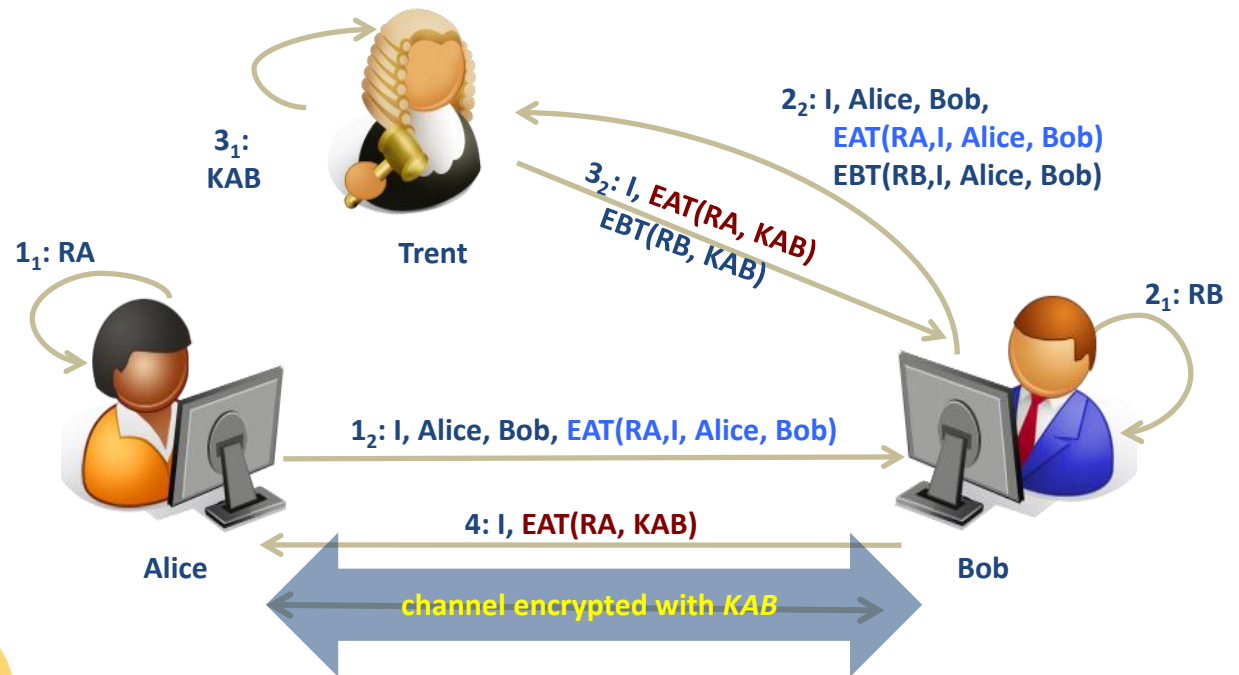 2₂: I, Alice, Bob,
EAT(RA,I, Alice, Bob)
EBT(RB,I, Alice, Bob)
3₁:
KAB
3₂: I, EAT(RA, KAB)
EBT(RB, KAB)
Trent
1₁: RA
2₁: RB
1₂: I, Alice, Bob, EAT(RA,I, Alice, Bob)
4: I, EAT(RA, KAB)
Alice
Bob
channel encrypted with KAB